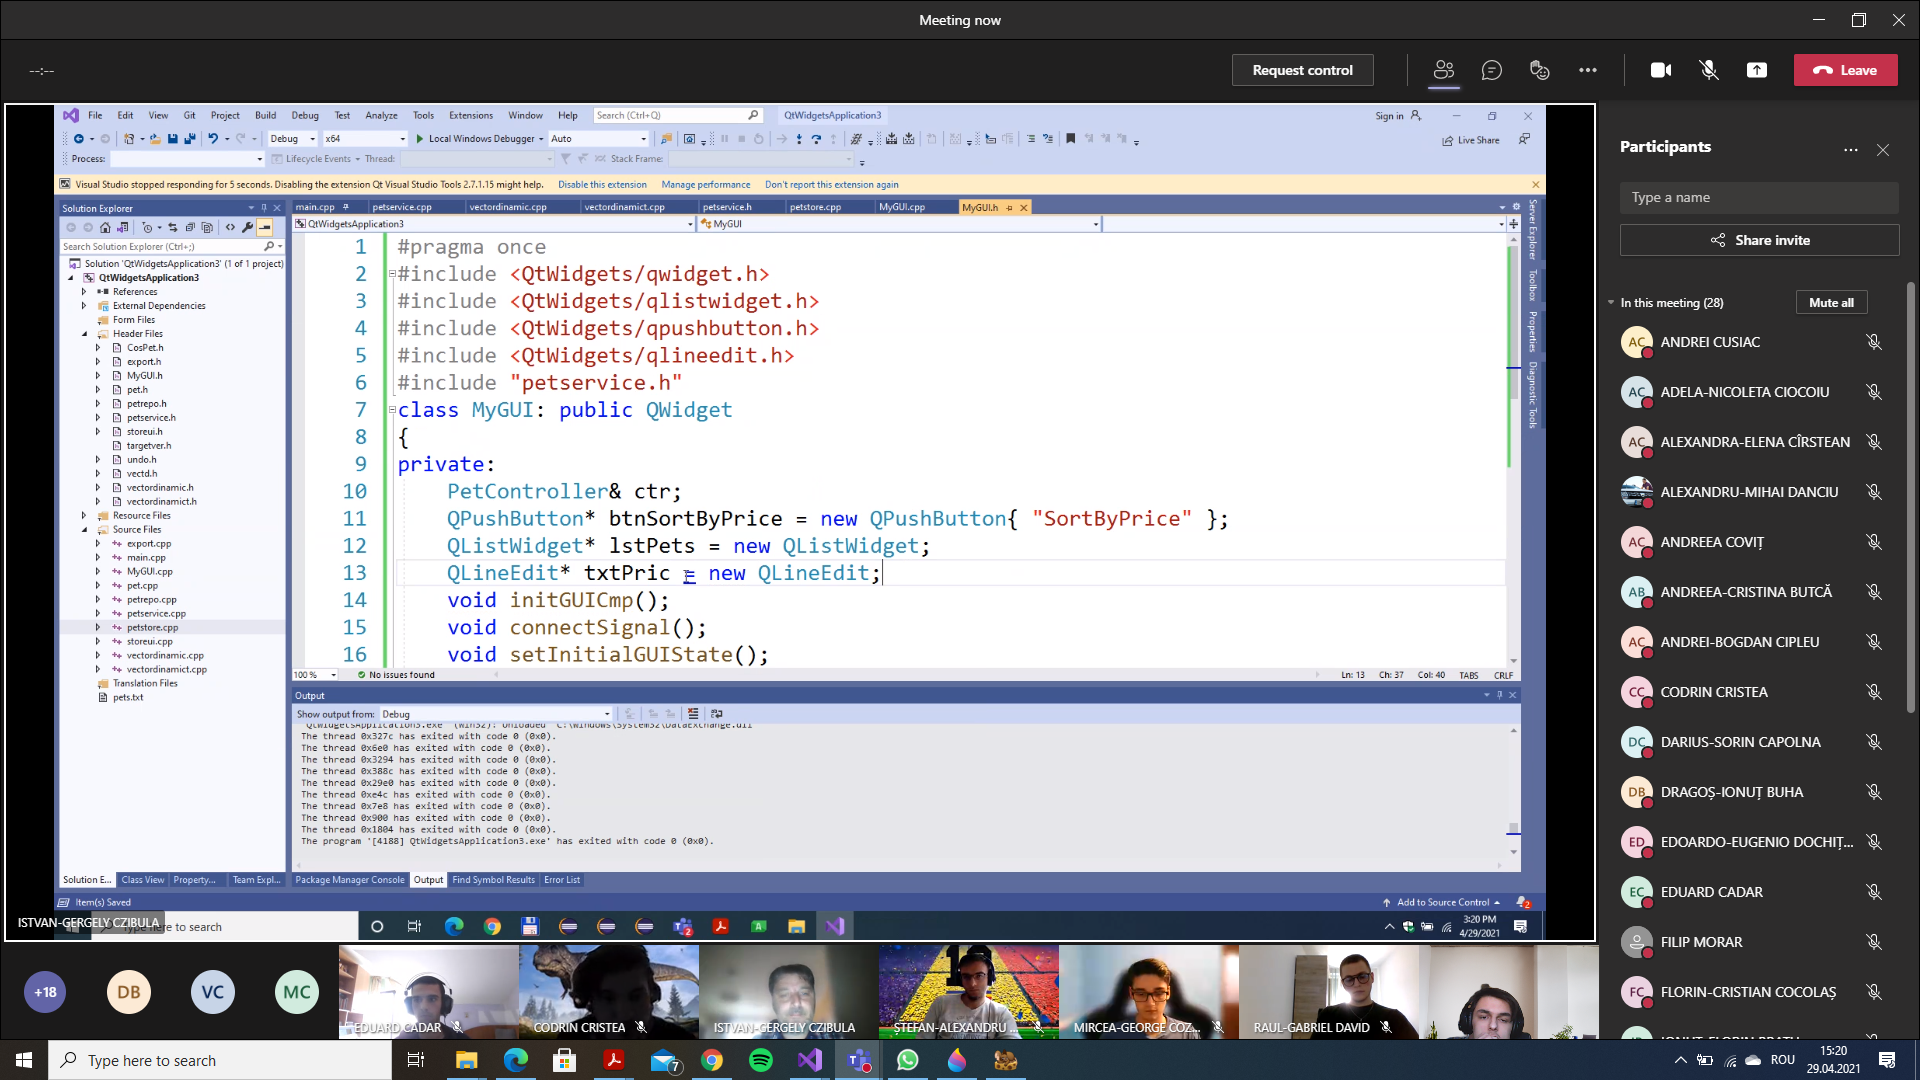 Meeting now
--:--
Request control
Leave
File Edit View Git Project Build Debug Test Analyze Tools Extensions Window Help Search (Ctrl+Q) QtWidgetsApplication3 Sign in
Debug x64 Local Windows Debugger Auto Live Share
Process: Lifecycle Events Thread: Stack Frame:
Visual Studio stopped responding for 5 seconds. Disabling the extension Qt Visual Studio Tools 2.7.1.15 might help. Disable this extension Manage performance Don't report this extension again
Solution Explorer
Search Solution Explorer (Ctrl+;)
Solution 'QtWidgetsApplication3' (1 of 1 project)
QtWidgetsApplication3
References
External Dependencies
Form Files
Header Files
CosPet.h
export.h
MyGUI.h
pet.h
petrepo.h
petservice.h
storeui.h
targetver.h
undo.h
vectd.h
vectordinamic.h
vectordinamict.h
Resource Files
Source Files
export.cpp
main.cpp
MyGUI.cpp
pet.cpp
petrepo.cpp
petservice.cpp
petstore.cpp
storeui.cpp
vectordinamic.cpp
vectordinamict.cpp
Translation Files
pets.txt
Solution E... Class View Property... Team Expl...
main.cpp petservice.cpp vectordinamic.cpp vectordinamict.cpp petservice.h petstore.cpp MyGUI.cpp MyGUI.h
QtWidgetsApplication3 MyGUI
1 #pragma once
2 #include <QtWidgets/qwidget.h>
3 #include <QtWidgets/qlistwidget.h>
4 #include <QtWidgets/qpushbutton.h>
5 #include <QtWidgets/qlineedit.h>
6 #include "petservice.h"
7 class MyGUI: public QWidget
8 {
9 private:
10 PetController& ctr;
11 QPushButton* btnSortByPrice = new QPushButton{ "SortByPrice" };
12 QListWidget* lstPets = new QListWidget;
13 QLineEdit* txtPric = new QLineEdit;
14 void initGUICmp();
15 void connectSignal();
16 void setInitialGUIState();
100 % No issues found Ln: 13 Ch: 37 Col: 40 TABS CRLF
Output
Show output from: Debug
'QtWidgetsApplication3.exe' (Win32): Unloaded 'C:\Windows\System32\DataExchange.dll'
The thread 0x327c has exited with code 0 (0x0).
The thread 0x6e0 has exited with code 0 (0x0).
The thread 0x3294 has exited with code 0 (0x0).
The thread 0x388c has exited with code 0 (0x0).
The thread 0x29e0 has exited with code 0 (0x0).
The thread 0xe4c has exited with code 0 (0x0).
The thread 0x7e8 has exited with code 0 (0x0).
The thread 0x900 has exited with code 0 (0x0).
The thread 0x1804 has exited with code 0 (0x0).
The program '[4188] QtWidgetsApplication3.exe' has exited with code 0 (0x0).
Package Manager Console Output Find Symbol Results Error List
Server Explorer
Toolbox
Properties
Diagnostic Tools
Item(s) Saved Add to Source Control 2
ISTVAN-GERGELY CZIBULA
here to search
3:20 PM
4/29/2021
Participants
Type a name
Share invite
In this meeting (28) Mute all
AC ANDREI CUSIAC
AC ADELA-NICOLETA CIOCOIU
AC ALEXANDRA-ELENA CÎRSTEAN
ALEXANDRU-MIHAI DANCIU
AC ANDREEA COVIȚ
AB ANDREEA-CRISTINA BUTCĂ
AC ANDREI-BOGDAN CIPLEU
CC CODRIN CRISTEA
DC DARIUS-SORIN CAPOLNA
DB DRAGOȘ-IONUȚ BUHA
ED EDOARDO-EUGENIO DOCHIȚ...
EC EDUARD CADAR
FILIP MORAR
FC FLORIN-CRISTIAN COCOLAȘ
+18 DB VC MC
EDUARD CADAR
CODRIN CRISTEA
ISTVAN-GERGELY CZIBULA
ȘTEFAN-ALEXANDRU ...
MIRCEA-GEORGE COZ...
RAUL-GABRIEL DAVID
Type here to search
7
ROU
15:20
29.04.2021